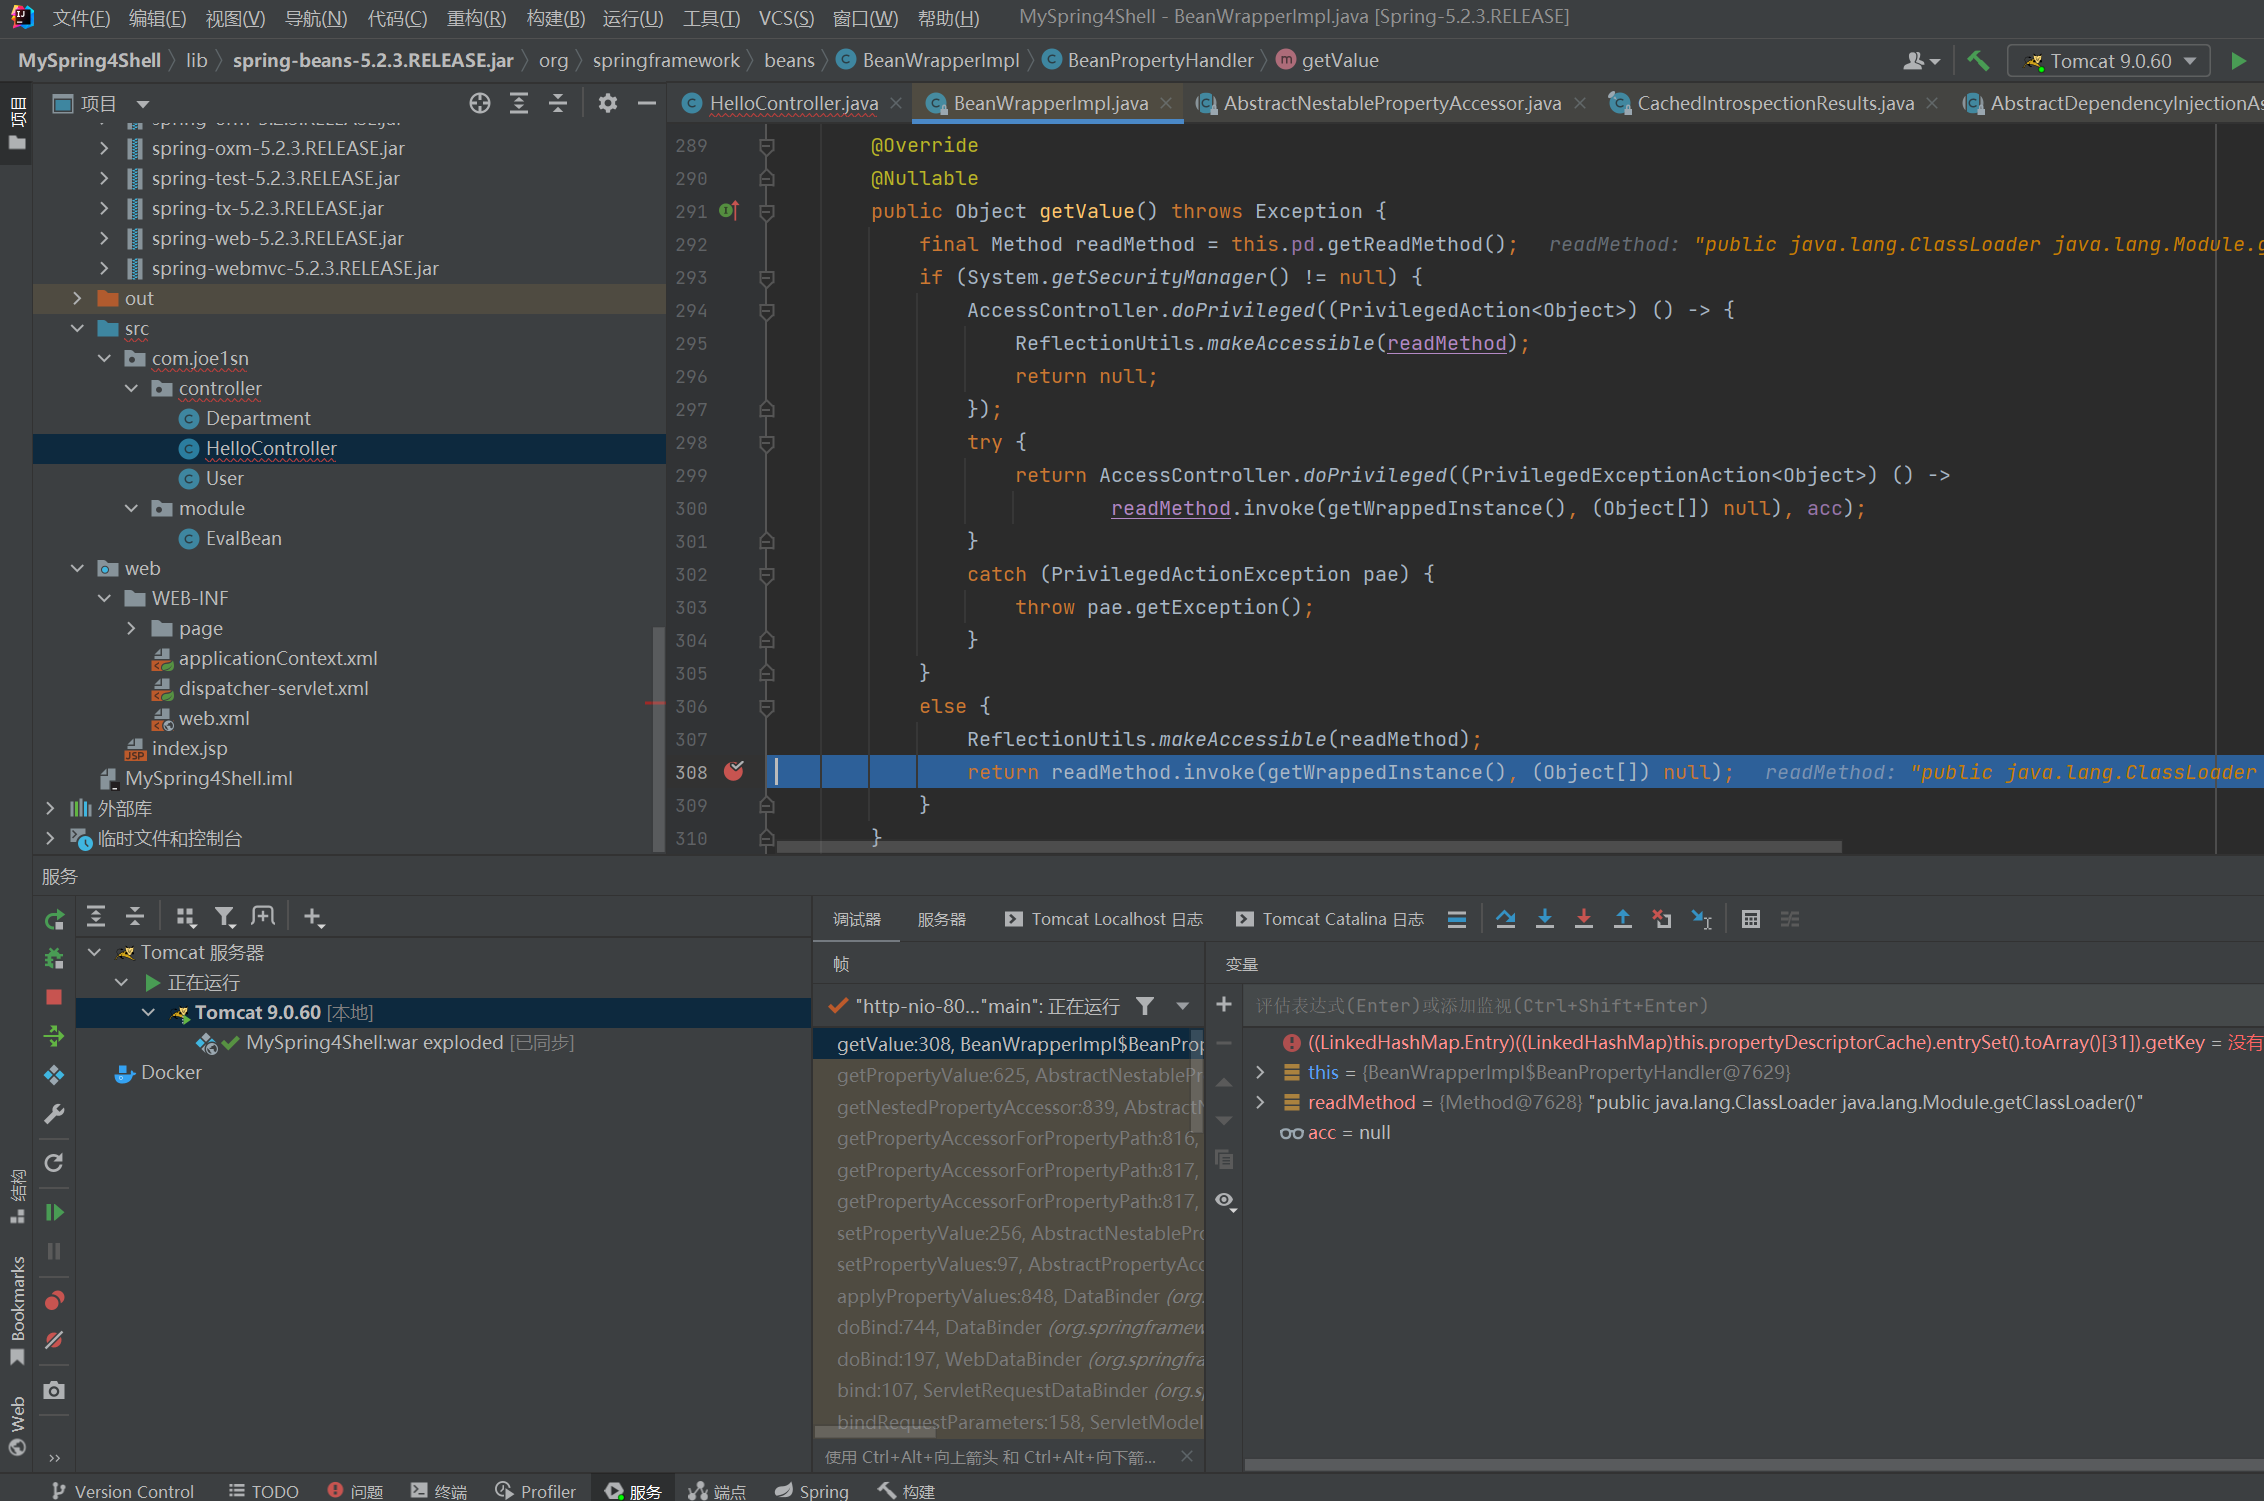 文件(F) 编辑(E) 视图(V) 导航(N) 代码(C) 重构(R) 构建(B) 运行(U) 工具(T) VCS(S) 窗口(W) 帮助(H) MySpring4Shell - BeanWrapperImpl.java [Spring-5.2.3.RELEASE]
MySpring4Shell lib spring-beans-5.2.3.RELEASE.jar org springframework beans BeanWrapperImpl BeanPropertyHandler getValue Tomcat 9.0.60
项目
项目
spring-oxm-5.2.3.RELEASE.jar
spring-test-5.2.3.RELEASE.jar
spring-tx-5.2.3.RELEASE.jar
spring-web-5.2.3.RELEASE.jar
spring-webmvc-5.2.3.RELEASE.jar
out
src
com.joe1sn
controller
Department
HelloController
User
module
EvalBean
web
WEB-INF
page
applicationContext.xml
dispatcher-servlet.xml
web.xml
index.jsp
MySpring4Shell.iml
外部库
临时文件和控制台
HelloController.java BeanWrapperImpl.java AbstractNestablePropertyAccessor.java CachedIntrospectionResults.java AbstractDependencyInjectionAs
289 @Override
290 @Nullable
291 public Object getValue() throws Exception {
292 final Method readMethod = this.pd.getReadMethod(); readMethod: "public java.lang.ClassLoader java.lang.Module.g
293 if (System.getSecurityManager() != null) {
294 AccessController.doPrivileged((PrivilegedAction<Object>) () -> {
295 ReflectionUtils.makeAccessible(readMethod);
296 return null;
297 });
298 try {
299 return AccessController.doPrivileged((PrivilegedExceptionAction<Object>) () ->
300 readMethod.invoke(getWrappedInstance(), (Object[]) null), acc);
301 }
302 catch (PrivilegedActionException pae) {
303 throw pae.getException();
304 }
305 }
306 else {
307 ReflectionUtils.makeAccessible(readMethod);
308 return readMethod.invoke(getWrappedInstance(), (Object[]) null); readMethod: "public java.lang.ClassLoader
309 }
310 }
服务
Tomcat 服务器
正在运行
Tomcat 9.0.60 [本地]
MySpring4Shell:war exploded [已同步]
Docker
结构
Bookmarks
Web
调试器 服务器 Tomcat Localhost 日志 Tomcat Catalina 日志
帧
"http-nio-80..."main": 正在运行
getValue:308, BeanWrapperImpl$BeanProp
getPropertyValue:625, AbstractNestablePr
getNestedPropertyAccessor:839, AbstractN
getPropertyAccessorForPropertyPath:816,
getPropertyAccessorForPropertyPath:817,
getPropertyAccessorForPropertyPath:817,
setPropertyValue:256, AbstractNestablePro
setPropertyValues:97, AbstractPropertyAcc
applyPropertyValues:848, DataBinder (org.
doBind:744, DataBinder (org.springframew
doBind:197, WebDataBinder (org.springfra
bind:107, ServletRequestDataBinder (org.s
bindRequestParameters:158, ServletModel
使用 Ctrl+Alt+向上箭头 和 Ctrl+Alt+向下箭...
变量
评估表达式(Enter)或添加监视(Ctrl+Shift+Enter)
((LinkedHashMap.Entry)((LinkedHashMap)this.propertyDescriptorCache).entrySet().toArray()[31]).getKey = 没有
this = {BeanWrapperImpl$BeanPropertyHandler@7629}
readMethod = {Method@7628} "public java.lang.ClassLoader java.lang.Module.getClassLoader()"
acc = null
Version Control TODO 问题 终端 Profiler 服务 端点 Spring 构建